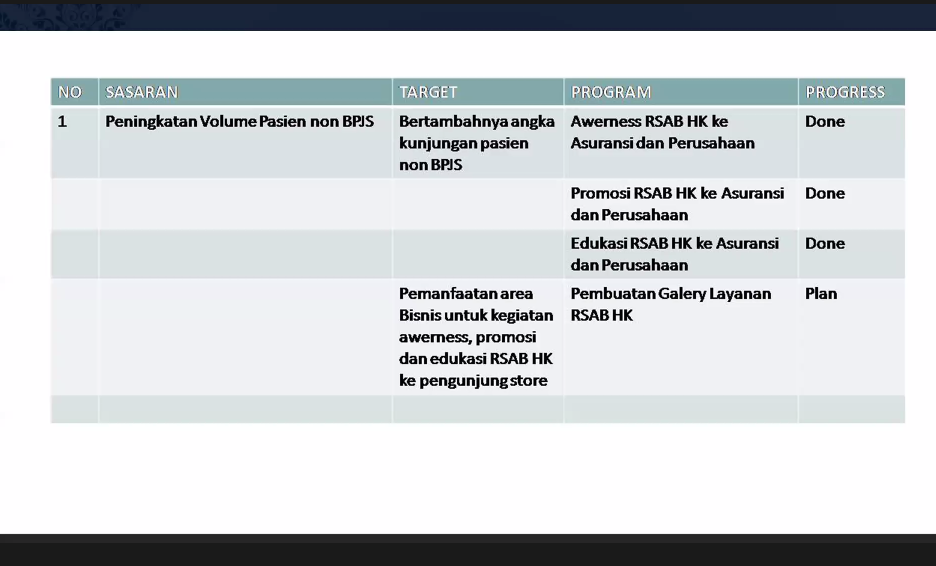 NO SASARAN TARGET PROGRAM PROGRESS
1 Peningkatan Volume Pasien non BPJS Bertambahnya angka Awerness RSAB HK ke Done
kunjungan pasien Asuransi dan Perusahaan
non BPJS
Promosi RSAB HK ke Asuransi Done
dan Perusahaan
Edukasi RSAB HK ke Asuransi Done
dan Perusahaan
Pemanfaatan area Pembuatan Galery Layanan Plan
Bisnis untuk kegiatan RSAB HK
awerness, promosi
dan edukasi RSAB HK
ke pengunjung store